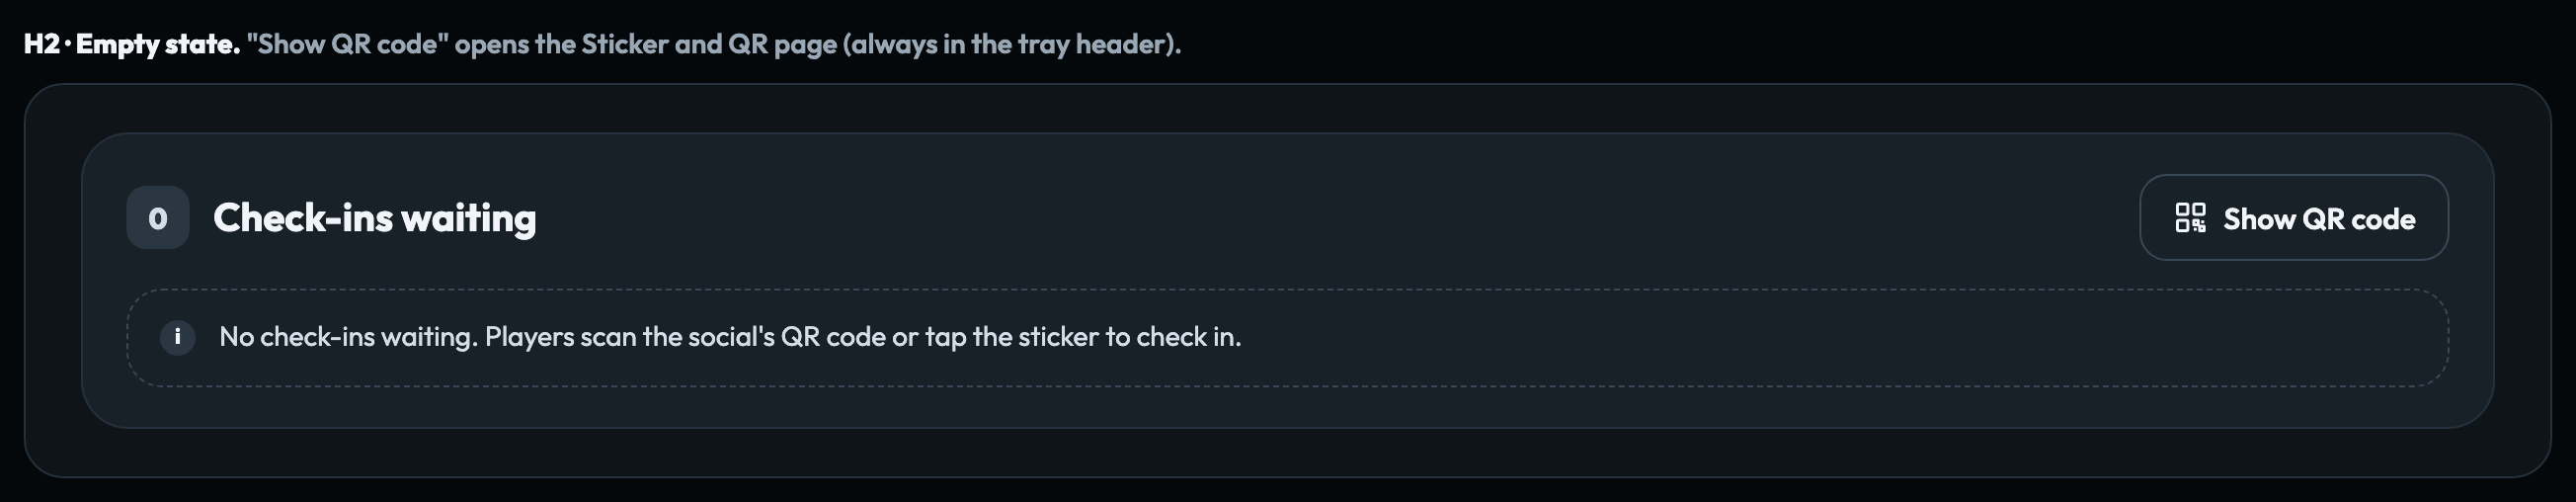 H2 · Empty state. "Show QR code" opens the Sticker and QR page (always in the tray header).
0 Check-ins waiting
Show QR code
i No check-ins waiting. Players scan the social's QR code or tap the sticker to check in.